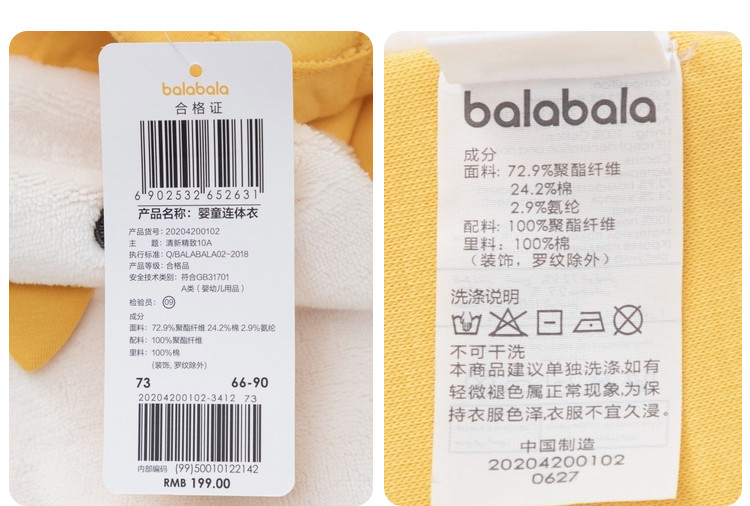 balabala
合格证
6 902532 652631
产品名称：婴童连体衣
产品货号：20204200102
主 题：清新精致10A
执行标准：Q/BALABALA02-2018
产品等级：合格品
安全技术类别：符合GB31701
A类（婴幼儿用品）
检验员：09
成分
面料：72.9%聚酯纤维 24.2%棉 2.9%氨纶
配料：100%聚酯纤维
里料：100%棉
(装饰, 罗纹除外)
73 66-90
20204200102-3412 73
内部编码 (99)50010122142
RMB 199.00
balabala
成分
面料: 72.9%聚酯纤维
24.2%棉
2.9%氨纶
配料: 100%聚酯纤维
里料: 100%棉
（装饰，罗纹除外）
洗涤说明
不可干洗
本商品建议单独洗涤,如有
轻微褪色属正常现象,为保
持衣服色泽,衣服不宜久浸。
中国制造
20204200102
0627